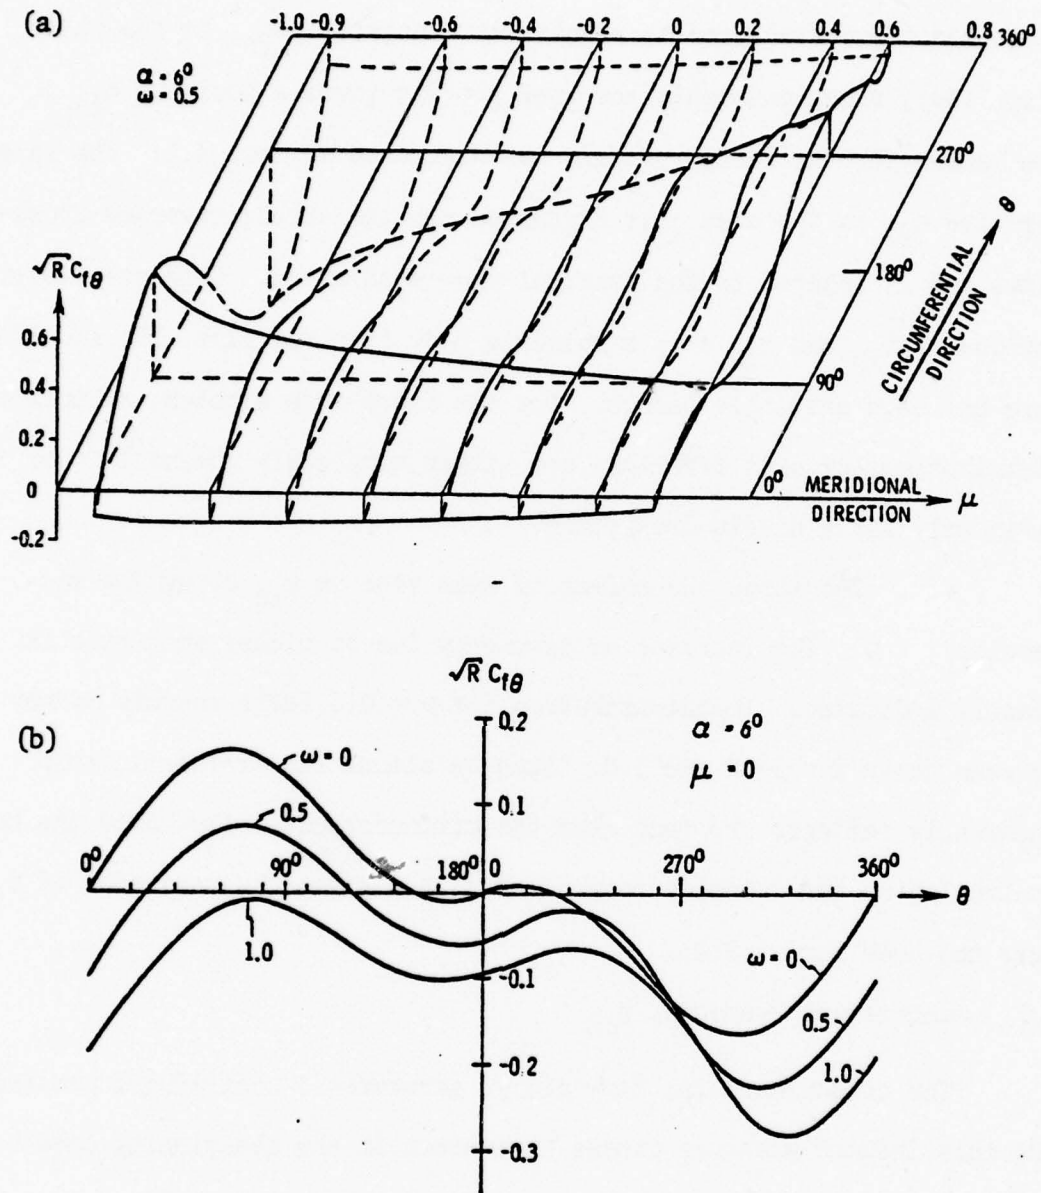 (a)
-1.0 -0.9 -0.6 -0.4 -0.2 0 0.2 0.4 0.6 0.8 360°
α = 6°
ω = 0.5
270°
θ
CIRCUMFERENTIAL
DIRECTION
180°
√R Cfθ
0.6
0.4
0.2
0
-0.2
90°
0°
MERIDIONAL
DIRECTION
μ
√R Cfθ
(b)
0.2
α = 6°
μ = 0
ω = 0
0.1
0.5
0° 90° 180° 0 270° 360°
θ
1.0
ω = 0
-0.1
0.5
1.0
-0.2
-0.3